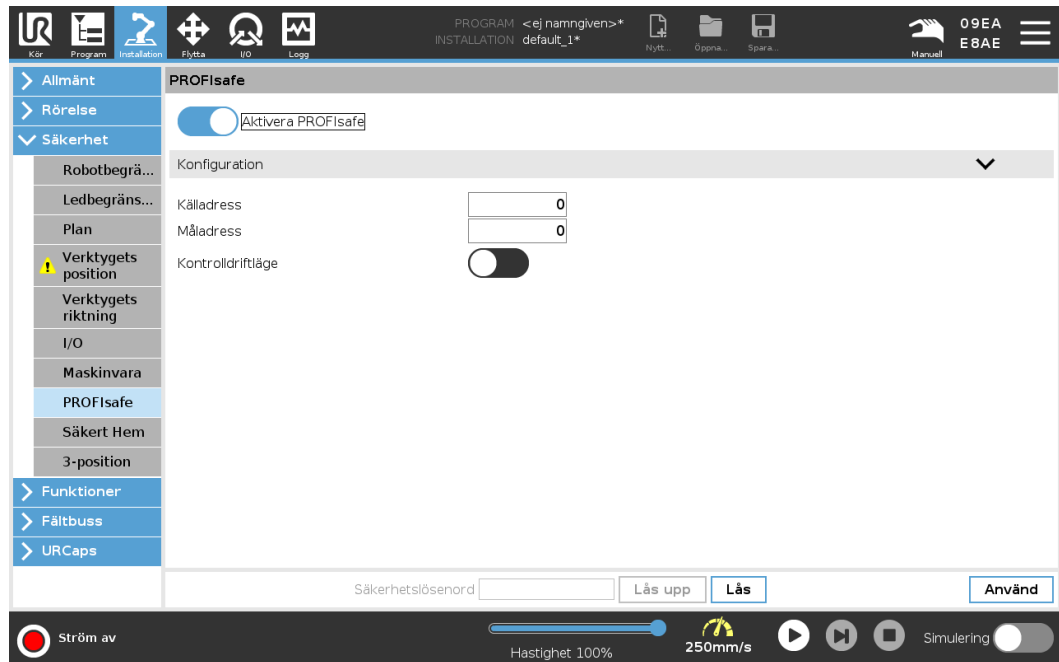 PROGRAM <ej namngiven>*
INSTALLATION default_1*
Kör
Program
Installation
Flytta
I/O
Logg
Nytt...
Öppna...
Spara...
Manuell
09EA
E8AE
Allmänt
Rörelse
Säkerhet
Robotbegrä...
Ledbegräns...
Plan
Verktygets
position
Verktygets
riktning
I/O
Maskinvara
PROFIsafe
Säkert Hem
3-position
Funktioner
Fältbuss
URCaps
PROFIsafe
Aktivera PROFIsafe
Konfiguration
Källadress 0
Måladress 0
Kontrolldriftläge
Säkerhetslösenord
Lås upp
Lås
Använd
Ström av
Hastighet 100%
250mm/s
Simulering